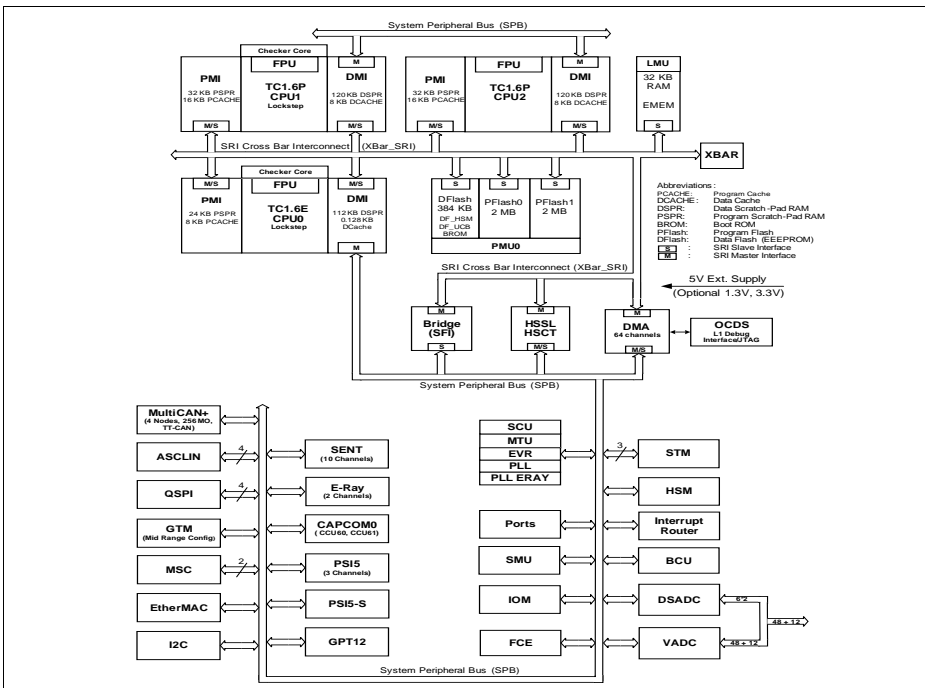 System Peripheral Bus (SPB)
Checker Core
PMI
32 KB PSPR
16 KB PCACHE
M/S
FPU
TC1.6P
CPU1
Lockstep
M
DMI
120 KB DSPR
8 KB DCACHE
M/S
PMI
32 KB PSPR
16 KB PCACHE
M/S
FPU
TC1.6P
CPU2
M
DMI
120 KB DSPR
8 KB DCACHE
M/S
LMU
32 KB
RAM
EMEM
S
SRI Cross Bar Interconnect (XBar_SRI)
XBAR
Checker Core
M/S
PMI
24 KB PSPR
8 KB PCACHE
FPU
TC1.6E
CPU0
Lockstep
M/S
DMI
112 KB DSPR
0.128 KB
DCache
S
DFlash
384 KB
DF_HSM
DF_UCB
BROM
S
PFlash0
2 MB
S
PFlash1
2 MB
PMU0
Abbreviations:
PCACHE: Program Cache
DCACHE: Data Cache
DSPR: Data Scratch-Pad RAM
PSPR: Program Scratch-Pad RAM
BROM: Boot ROM
PFlash: Program Flash
DFlash: Data Flash (EEEPROM)
S : SRI Slave Interface
M : SRI Master Interface
SRI Cross Bar Interconnect (XBar_SRI)
5V Ext. Supply
(Optional 1.3V, 3.3V)
M
Bridge
(SFI)
S
M
HSSL
HSCT
M/S
M
DMA
64 channels
M/S
OCDS
L1 Debug
Interface/JTAG
System Peripheral Bus (SPB)
MultiCAN+
(4 Nodes, 256 MO,
TT-CAN)
ASCLIN
4
QSPI
4
GTM
(Mid Range Config)
MSC
2
EtherMAC
I2C
SENT
(10 Channels)
E-Ray
(2 Channels)
CAPCOM0
(CCU60, CCU61)
PSI5
(3 Channels)
PSI5-S
GPT12
SCU
MTU
EVR
PLL
PLL ERAY
Ports
SMU
IOM
FCE
3
STM
HSM
Interrupt
Router
BCU
DSADC
6*2
VADC
48 + 12
48 + 12
System Peripheral Bus (SPB)